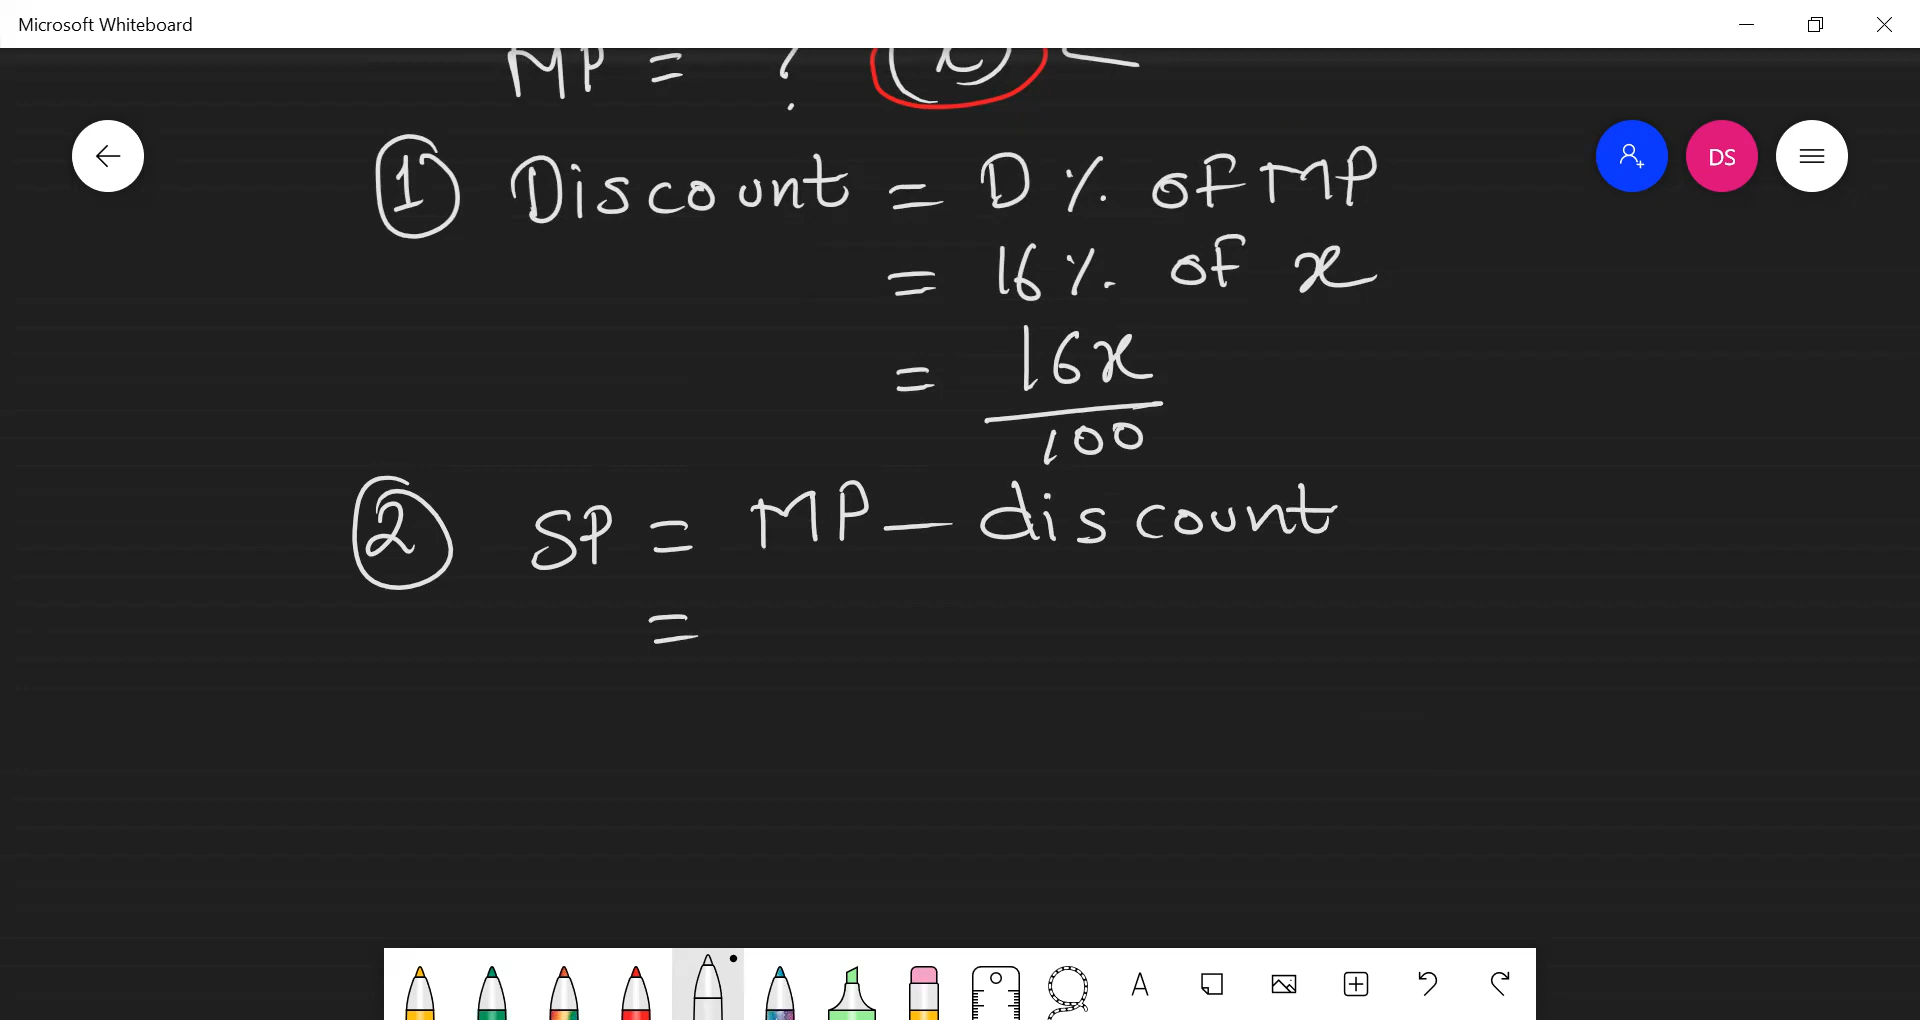 Microsoft Whiteboard
MP = ? (x)
① Discount = D % of MP
= 16 % of x
= 16x
100
DS
② SP = MP - discount
=
A